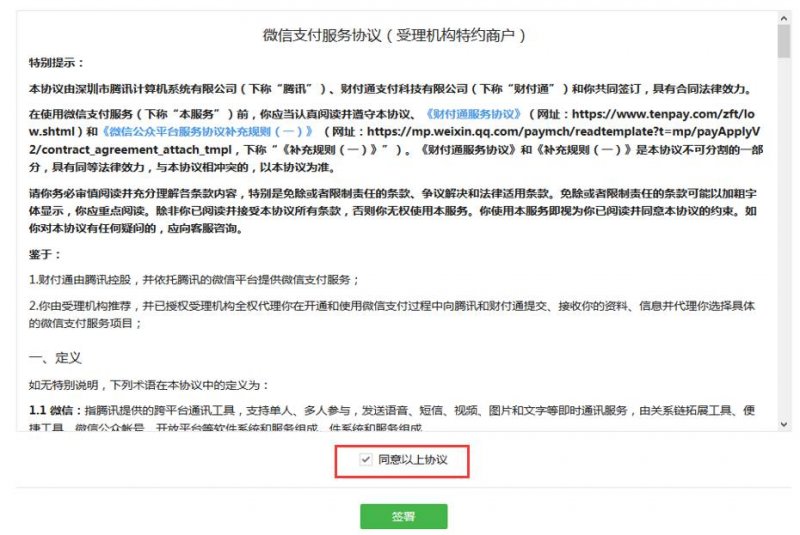 微信支付服务协议（受理机构特约商户）
特别提示：
本协议由深圳市腾讯计算机系统有限公司（下称“腾讯”）、财付通支付科技有限公司（下称“财付通”）和你共同签订，具有合同法律效力。
在使用微信支付服务（下称“本服务”）前，你应当认真阅读并遵守本协议、《财付通服务协议》（网址：https://www.tenpay.com/zft/lo
w.shtml）和《微信公众平台服务协议补充规则（一）》（网址：https://mp.weixin.qq.com/paymch/readtemplate?t=mp/payApplyV
2/contract_agreement_attach_tmpl，下称“《补充规则（一）》”）。《财付通服务协议》和《补充规则（一）》是本协议不可分割的一部
分，具有同等法律效力，与本协议相冲突的，以本协议为准。
请你务必审慎阅读并充分理解各条款内容，特别是免除或者限制责任的条款、争议解决和法律适用条款。免除或者限制责任的条款可能以加粗字
体显示，你应重点阅读。除非你已阅读并接受本协议所有条款，否则你无权使用本服务。你使用本服务即视为你已阅读并同意本协议的约束。如
你对本协议有任何疑问的，应向客服咨询。
鉴于：
1.财付通由腾讯控股，并依托腾讯的微信平台提供微信支付服务；
2.你由受理机构推荐，并已授权受理机构全权代理你在开通和使用微信支付过程中向腾讯和财付通提交、接收你的资料、信息并代理你选择具体
的微信支付服务项目；
一、定义
如无特别说明，下列术语在本协议中的定义为：
1.1 微信：指腾讯提供的跨平台通讯工具，支持单人、多人参与，发送语音、短信、视频、图片和文字等即时通讯服务，由关系链拓展工具、便
捷工具、微信公众帐号、开放平台等软件系统和服务组成。件系统和服务组成。
同意以上协议
签署